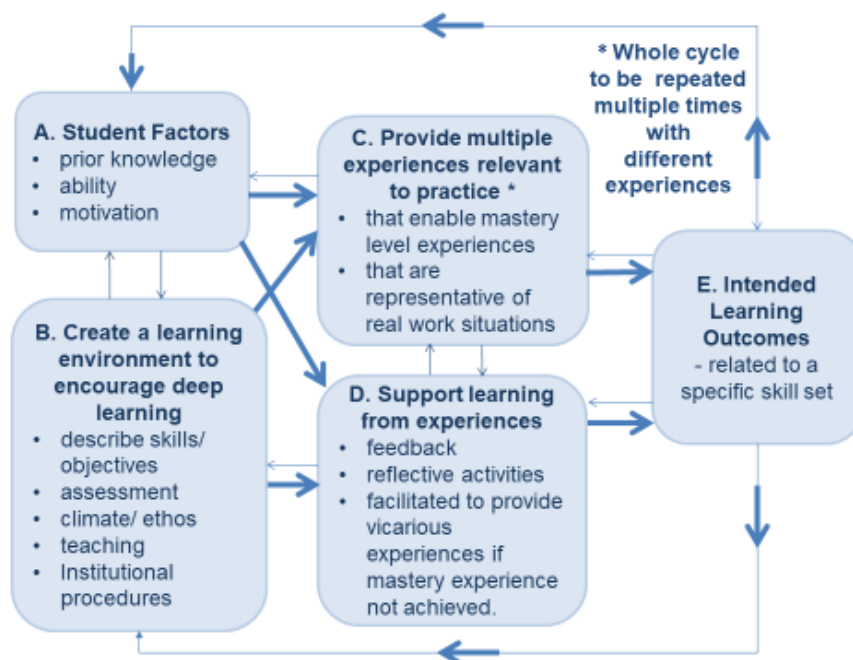 * Whole cycle
to be repeated
multiple times
with
different
experiences
A. Student Factors
• prior knowledge
• ability
• motivation
C. Provide multiple
experiences relevant
to practice *
• that enable mastery
level experiences
• that are
representative of
real work situations
B. Create a learning
environment to
encourage deep
learning
• describe skills/
objectives
• assessment
• climate/ ethos
• teaching
• Institutional
procedures
D. Support learning
from experiences
• feedback
• reflective activities
• facilitated to provide
vicarious
experiences if
mastery experience
not achieved.
E. Intended
Learning
Outcomes
- related to a
specific skill set